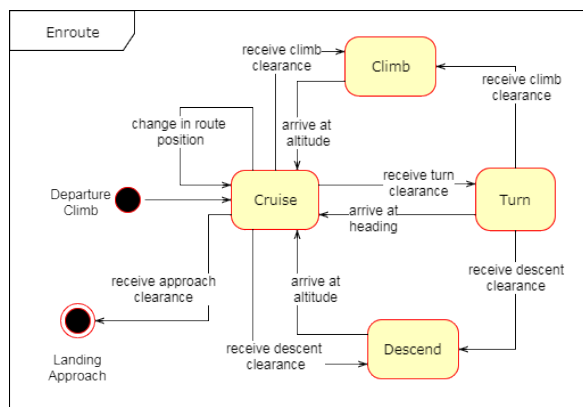 Enroute
receive climb
clearance
Climb
receive climb
clearance
change in route
position
arrive at
altitude
Departure
Climb
Cruise
receive turn
clearance
Turn
arrive at
heading
receive approach
clearance
arrive at
altitude
receive descent
clearance
Landing
Approach
receive descent
clearance
Descend